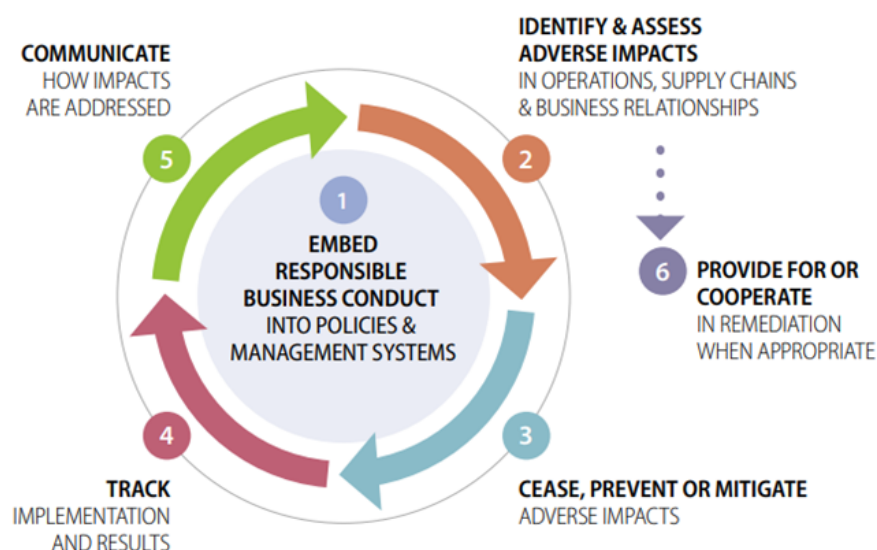 COMMUNICATE
HOW IMPACTS
ARE ADDRESSED
5
IDENTIFY & ASSESS
ADVERSE IMPACTS
IN OPERATIONS, SUPPLY CHAINS
& BUSINESS RELATIONSHIPS
2
1
EMBED
RESPONSIBLE
BUSINESS CONDUCT
INTO POLICIES &
MANAGEMENT SYSTEMS
6
PROVIDE FOR OR
COOPERATE
IN REMEDIATION
WHEN APPROPRIATE
4
TRACK
IMPLEMENTATION
AND RESULTS
3
CEASE, PREVENT OR MITIGATE
ADVERSE IMPACTS